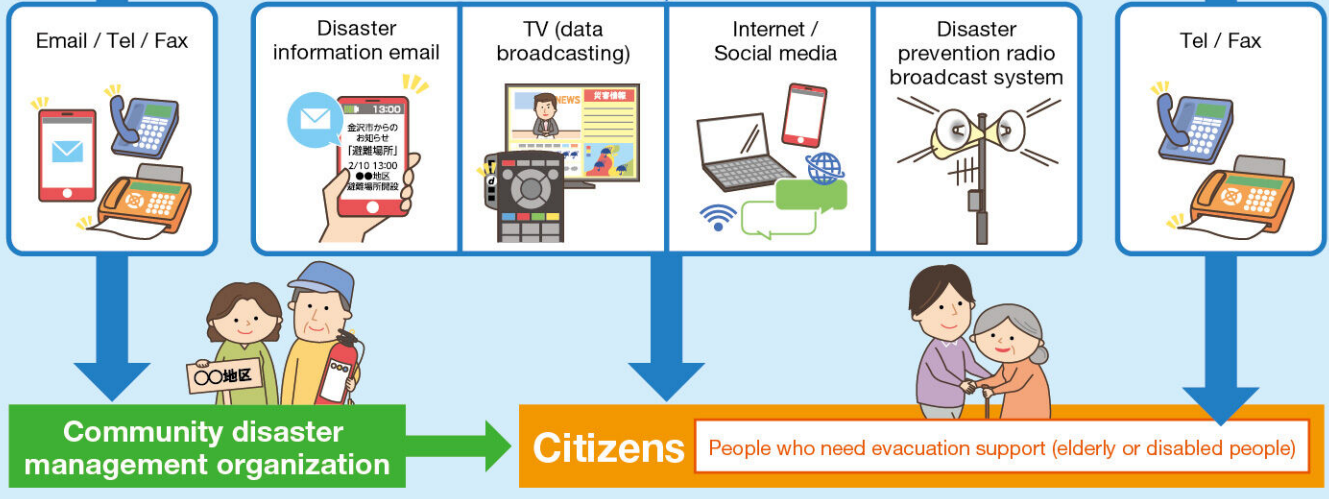 Email / Tel / Fax
Disaster
information email
TV (data
broadcasting)
Internet /
Social media
Disaster
prevention radio
broadcast system
Tel / Fax
13:00
金沢市からの
お知らせ
「避難場所」
2/10 13:00
●●地区
避難場所開設
NEWS
災害情報
d
〇〇地区
Community disaster
management organization
Citizens
People who need evacuation support (elderly or disabled people)